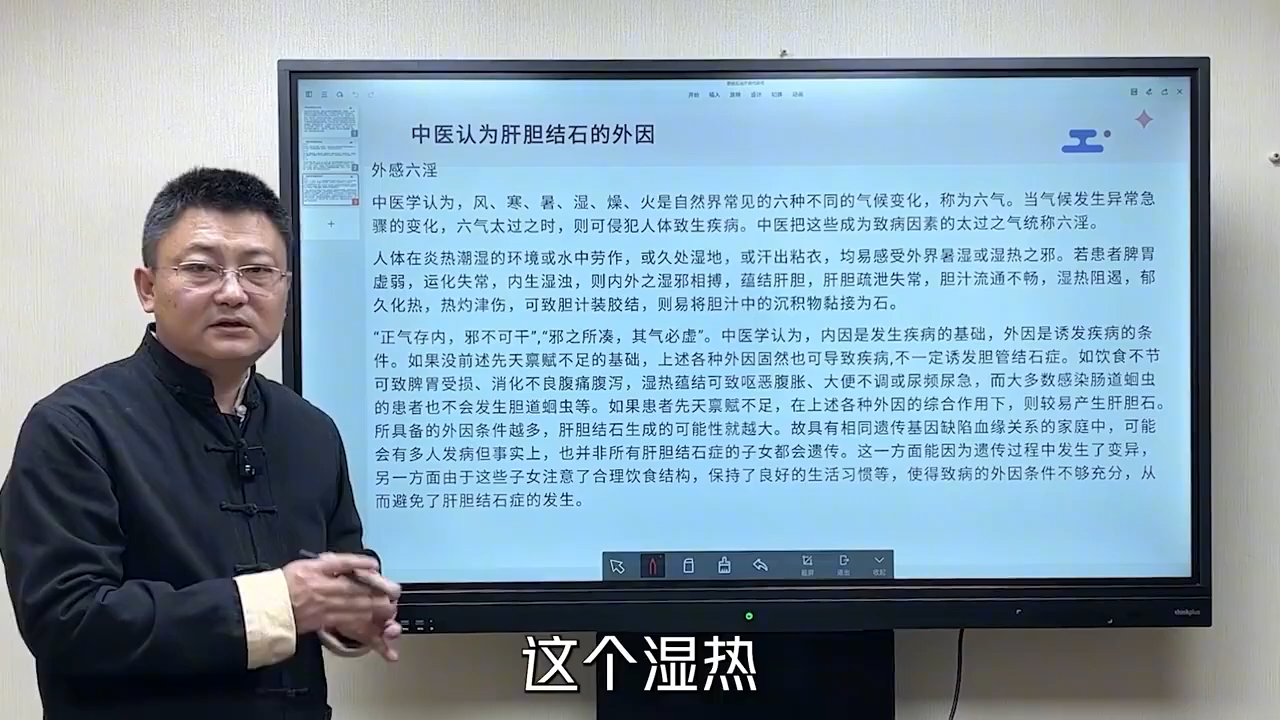 开始 插入 放映 设计 切换 动画
中医认为肝胆结石的外因
外感六淫
中医学认为，风、寒、暑、湿、燥、火是自然界常见的六种不同的气候变化，称为六气。当气候发生异常急
骤的变化，六气太过之时，则可侵犯人体致生疾病。中医把这些成为致病因素的太过之气统称六淫。
人体在炎热潮湿的环境或水中劳作，或久处湿地，或汗出粘衣，均易感受外界暑湿或湿热之邪。若患者脾胃
虚弱，运化失常，内生湿浊，则内外之湿邪相搏，蕴结肝胆，肝胆疏泄失常，胆汁流通不畅，湿热阻遏，郁
久化热，热灼津伤，可致胆计装胶结，则易将胆汁中的沉积物黏接为石。
“正气存内，邪不可干”,“邪之所凑，其气必虚”。中医学认为，内因是发生疾病的基础，外因是诱发疾病的条
件。如果没前述先天禀赋不足的基础，上述各种外因固然也可导致疾病,不一定诱发胆管结石症。如饮食不节
可致脾胃受损、消化不良腹痛腹泻，湿热蕴结可致呕恶腹胀、大便不调或尿频尿急，而大多数感染肠道蛔虫
的患者也不会发生胆道蛔虫等。如果患者先天禀赋不足，在上述各种外因的综合作用下，则较易产生肝胆石。
所具备的外因条件越多，肝胆结石生成的可能性就越大。故具有相同遗传基因缺陷血缘关系的家庭中，可能
会有多人发病但事实上，也并非所有肝胆结石症的子女都会遗传。这一方面能因为遗传过程中发生了变异，
另一方面由于这些子女注意了合理饮食结构，保持了良好的生活习惯等，使得致病的外因条件不够充分，从
而避免了肝胆结石症的发生。
截屏 退出 收起
thinkplus
这个湿热